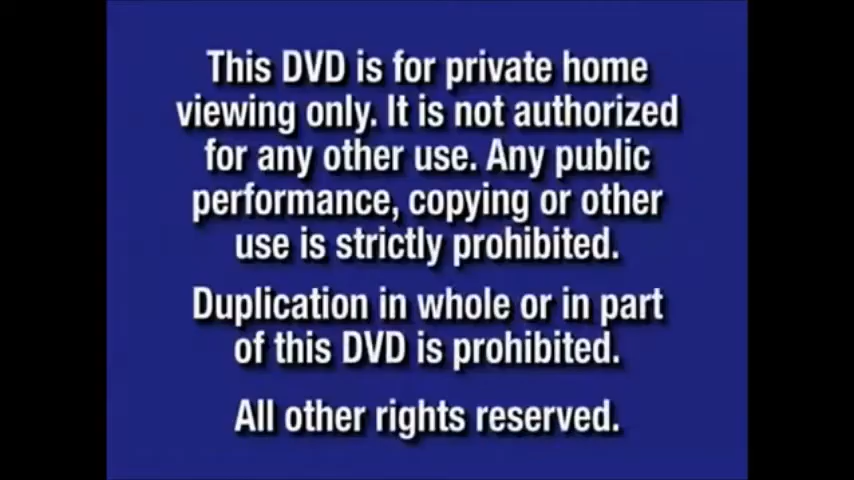 This DVD is for private home
viewing only. It is not authorized
for any other use. Any public
performance, copying or other
use is strictly prohibited.
Duplication in whole or in part
of this DVD is prohibited.
All other rights reserved.